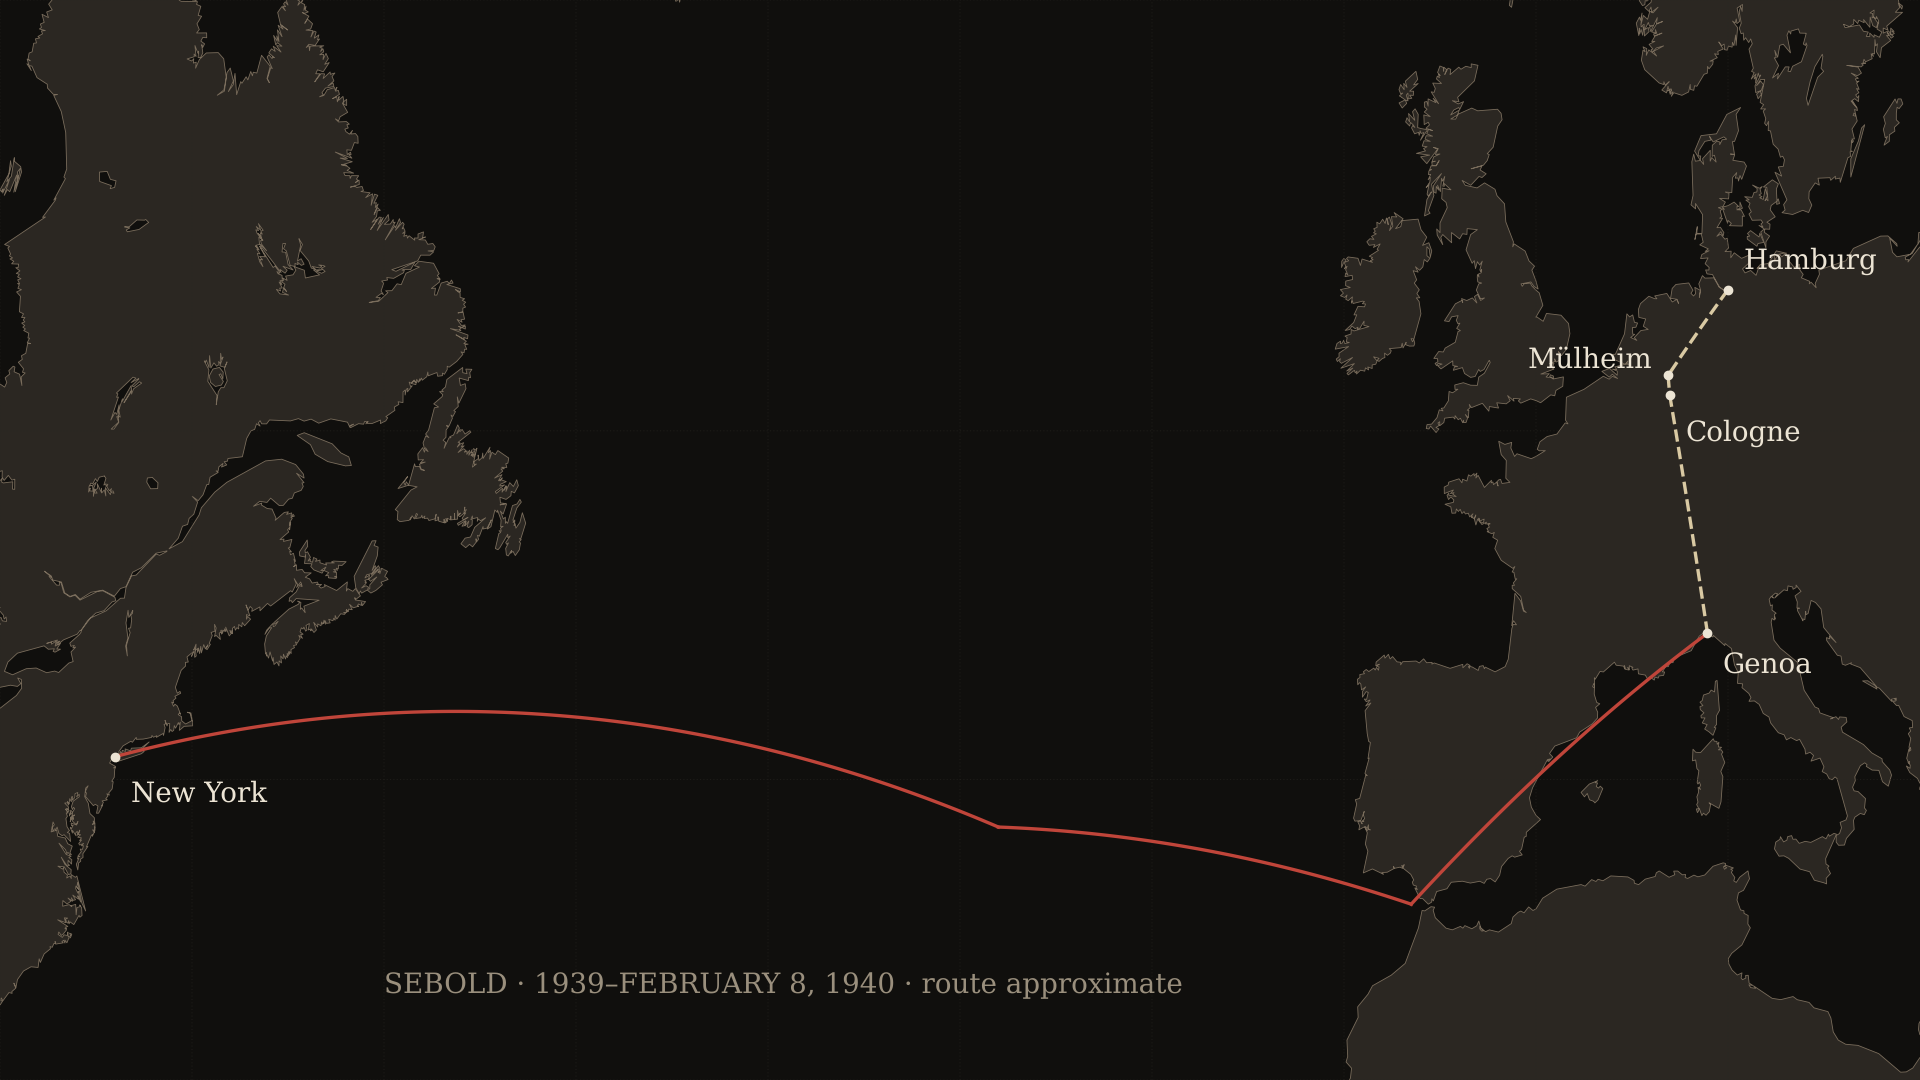 Hamburg
Mülheim
Cologne
Genoa
New York
SEBOLD · 1939–FEBRUARY 8, 1940 · route approximate